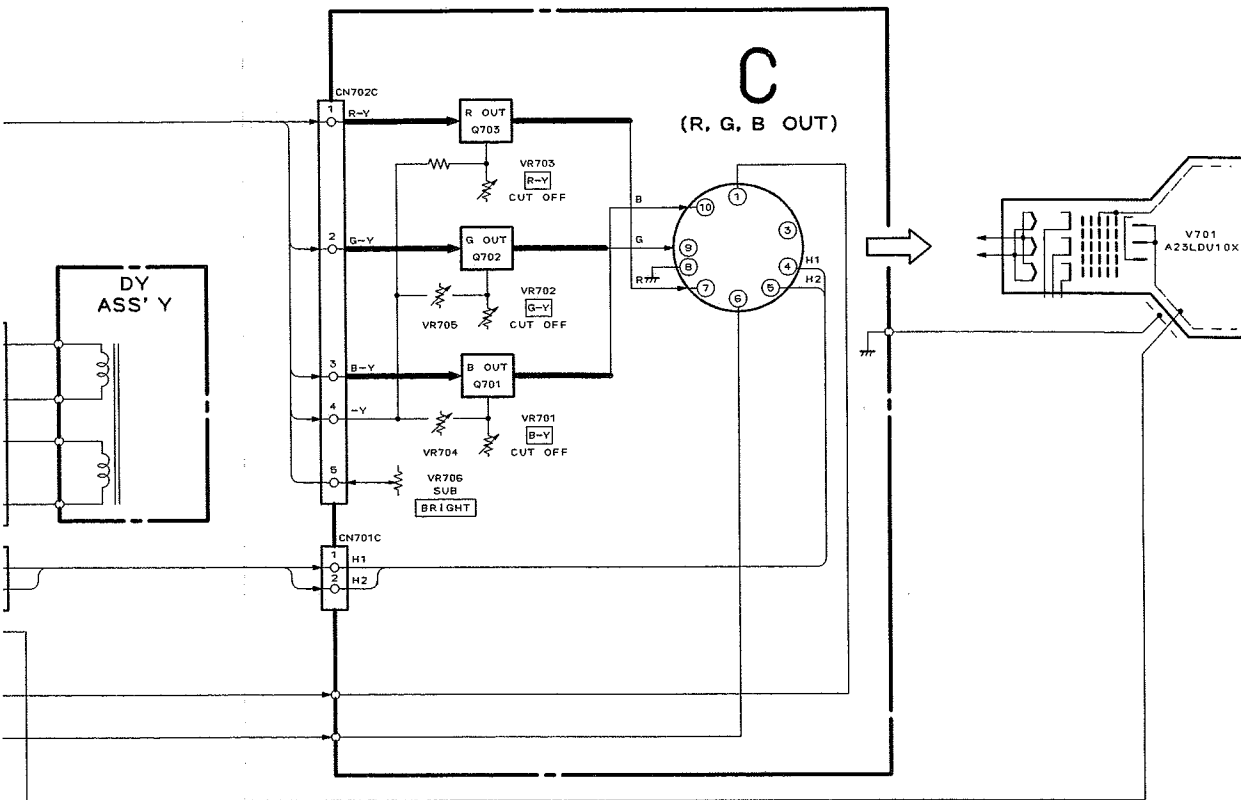 CN702C
1
R-Y
R OUT
Q703
VR703
R-Y
CUT OFF
2
G-Y
G OUT
Q702
VR702
G-Y
CUT OFF
VR705
3
B-Y
B OUT
Q701
4
-Y
VR701
B-Y
CUT OFF
VR704
5
VR706
SUB
BRIGHT
CN701C
1
H1
2
H2
C
(R, G, B OUT)
B
G
R
10
1
3
9
8
4
7
6
5
H1
H2
DY
ASS' Y
V701
A23LDU10X